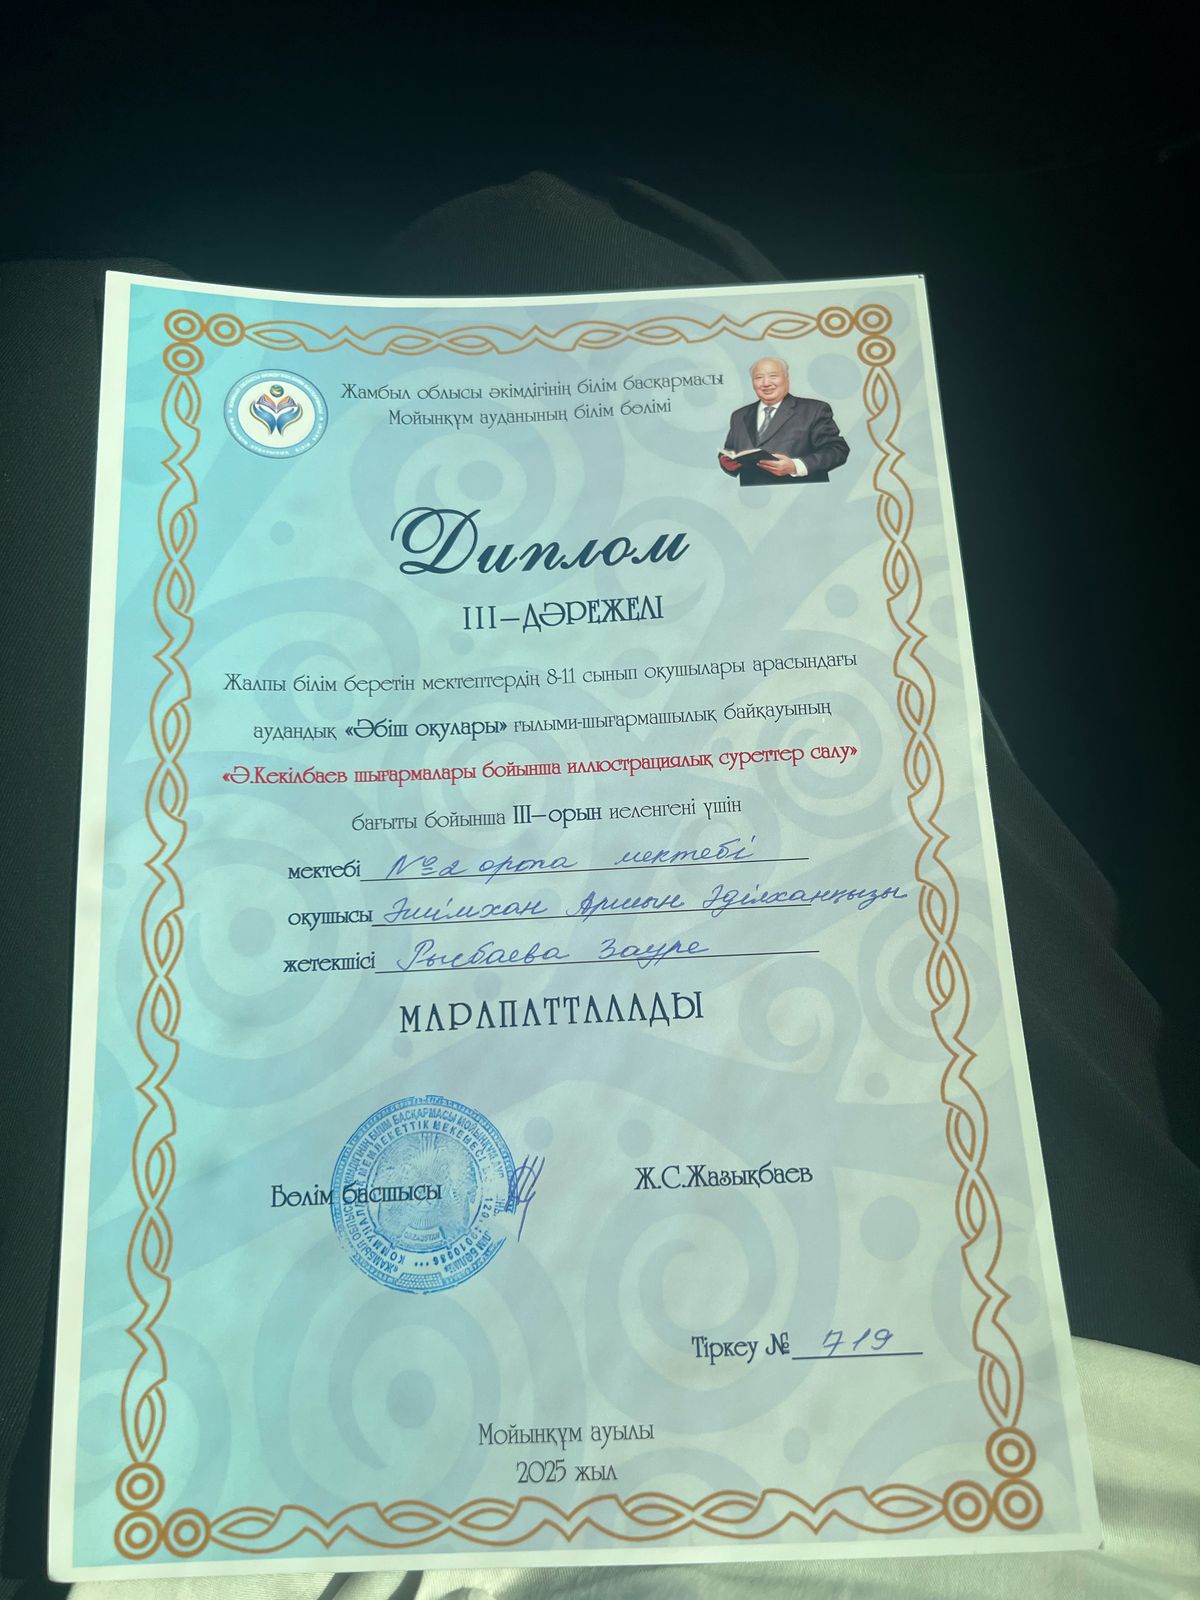 Жамбыл облысы әкімдігінің білім басқармасы
Мойынқұм ауданының білім бөлімі
Диплом
III–ДӘРЕЖЕЛІ
Жалпы білім беретін мектептердің 8-11 сынып оқушылары арасындағы
аудандық «Әбіш оқулары» ғылыми-шығармашылық байқауының
«Ә.Кекілбаев шығармалары бойынша иллюстрациялық суреттер салу»
бағыты бойынша III–орын иеленгені үшін
мектебі №2 орта мектебі
оқушысы Әшімхан Аршын Әділханқызы
жетекшісі Рысбаева Зауре
МАРАПАТТАЛАДЫ
Бөлім басшысы
Ж.С.Жазықбаев
Тіркеу № 719
Мойынқұм ауылы
2025 жыл